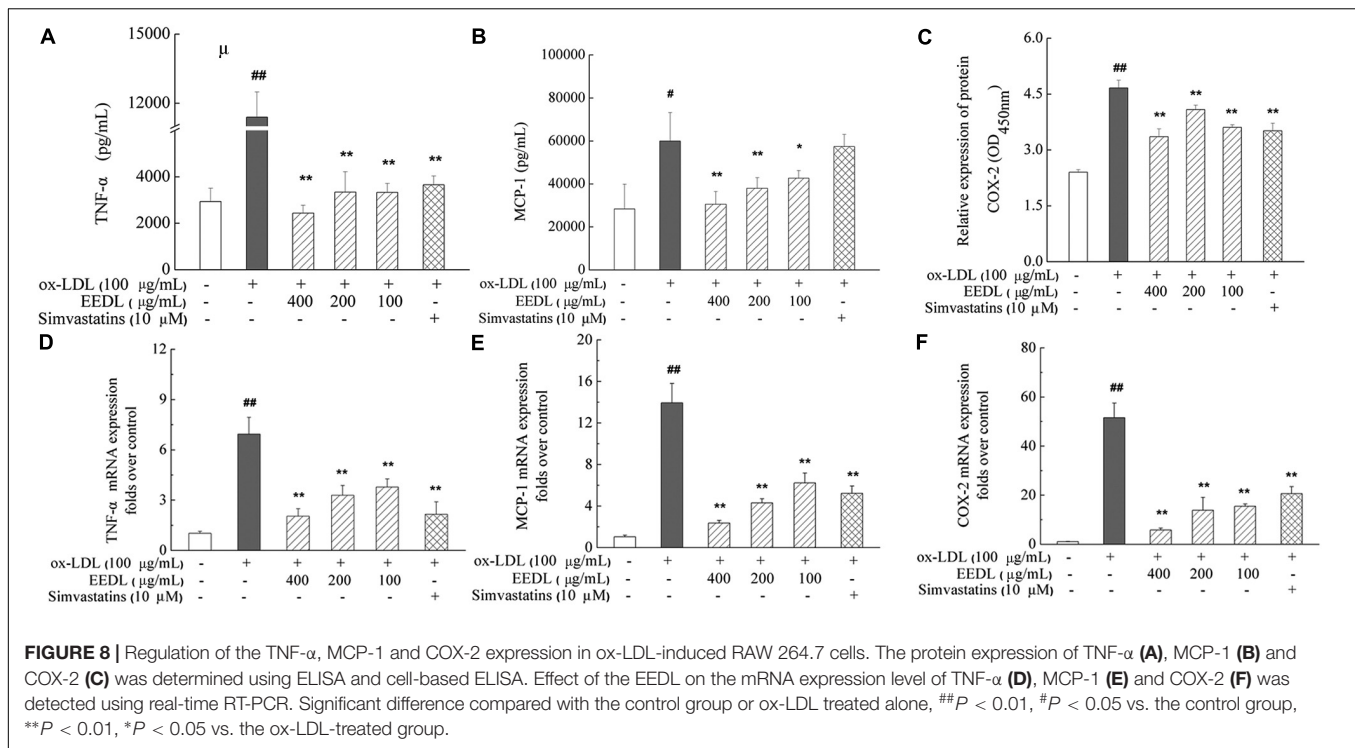 A
μ
TNF-α (pg/mL)
15000
12000
6000
4000
2000
0
##
**
**
**
**
ox-LDL (100 μg/mL) - + + + + +
EEDL ( μg/mL) - - 400 200 100 -
Simvastatins (10 μM) - - - - - +
B
MCP-1 (pg/mL)
100000
80000
60000
40000
20000
0
#
**
**
*
ox-LDL (100 μg/mL) - + + + + +
EEDL ( μg/mL) - - 400 200 100 -
Simvastatins (10 μM) - - - - - +
C
Relative expression of protein
COX-2 (OD450nm)
6.0
4.5
3.0
1.5
0.0
##
**
**
**
**
ox-LDL (100 μg/mL) - + + + + +
EEDL ( μg/mL) - - 400 200 100 -
Simvastatins (10 μM) - - - - - +
D
TNF-α mRNA expression
folds over control
12
9
6
3
0
##
**
**
**
**
ox-LDL (100 μg/mL) - + + + + +
EEDL ( μg/mL) - - 400 200 100 -
Simvastatins (10 μM) - - - - - +
E
MCP-1 mRNA expression
folds over control
20
16
12
8
4
0
##
**
**
**
**
ox-LDL (100 μg/mL) - + + + + +
EEDL ( μg/mL) - - 400 200 100 -
Simvastatins (10 μM) - - - - - +
F
COX-2 mRNA expression
folds over control
80
60
40
20
0
##
**
**
**
**
ox-LDL (100 μg/mL) - + + + + +
EEDL ( μg/mL) - - 400 200 100 -
Simvastatins (10 μM) - - - - - +
FIGURE 8 | Regulation of the TNF-α, MCP-1 and COX-2 expression in ox-LDL-induced RAW 264.7 cells. The protein expression of TNF-α (A), MCP-1 (B) and
COX-2 (C) was determined using ELISA and cell-based ELISA. Effect of the EEDL on the mRNA expression level of TNF-α (D), MCP-1 (E) and COX-2 (F) was
detected using real-time RT-PCR. Significant difference compared with the control group or ox-LDL treated alone, ##P < 0.01, #P < 0.05 vs. the control group,
**P < 0.01, *P < 0.05 vs. the ox-LDL-treated group.